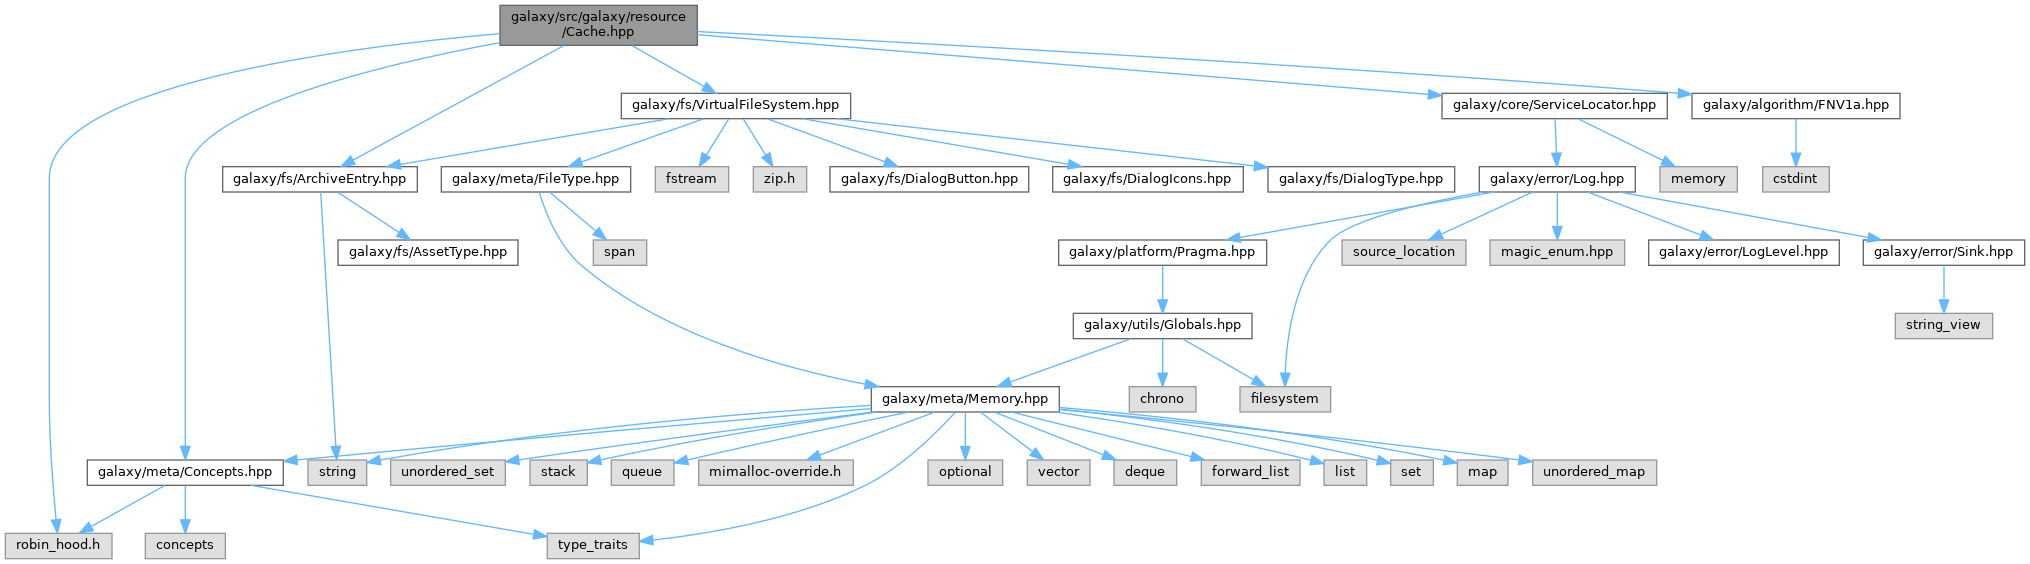 galaxy/src/galaxy/resource
/Cache.hpp
galaxy/fs/VirtualFileSystem.hpp
galaxy/core/ServiceLocator.hpp
galaxy/algorithm/FNV1a.hpp
galaxy/fs/ArchiveEntry.hpp
galaxy/meta/FileType.hpp
fstream
zip.h
galaxy/fs/DialogButton.hpp
galaxy/fs/DialogIcons.hpp
galaxy/fs/DialogType.hpp
galaxy/error/Log.hpp
memory
cstdint
galaxy/fs/AssetType.hpp
span
galaxy/platform/Pragma.hpp
source_location
magic_enum.hpp
galaxy/error/LogLevel.hpp
galaxy/error/Sink.hpp
galaxy/utils/Globals.hpp
string_view
galaxy/meta/Memory.hpp
chrono
filesystem
galaxy/meta/Concepts.hpp
string
unordered_set
stack
queue
mimalloc-override.h
optional
vector
deque
forward_list
list
set
map
unordered_map
robin_hood.h
concepts
type_traits